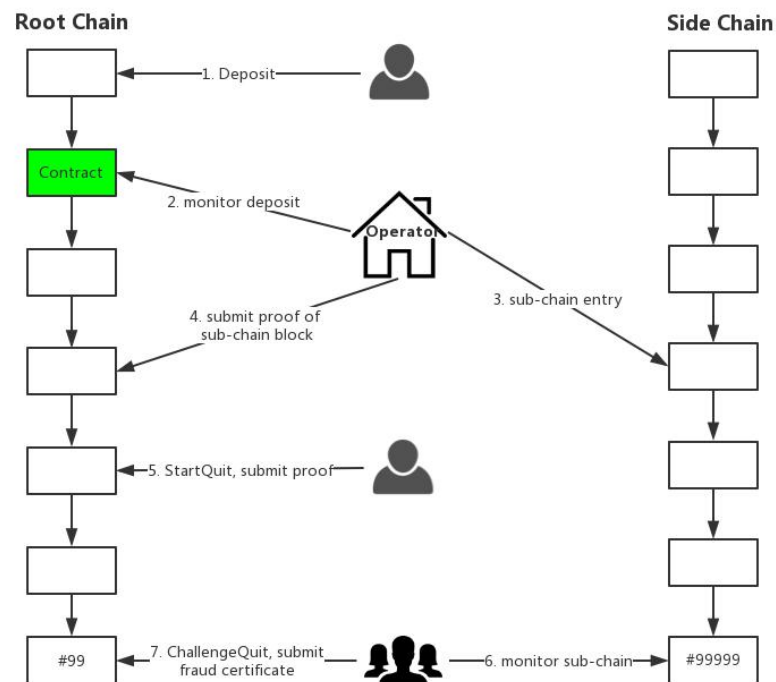 Root Chain
Side Chain
1. Deposit
Contract
2. monitor deposit
Operator
3. sub-chain entry
4. submit proof of
sub-chain block
5. StartQuit, submit proof
#99
7. ChallengeQuit, submit
fraud certificate
6. monitor sub-chain
#99999